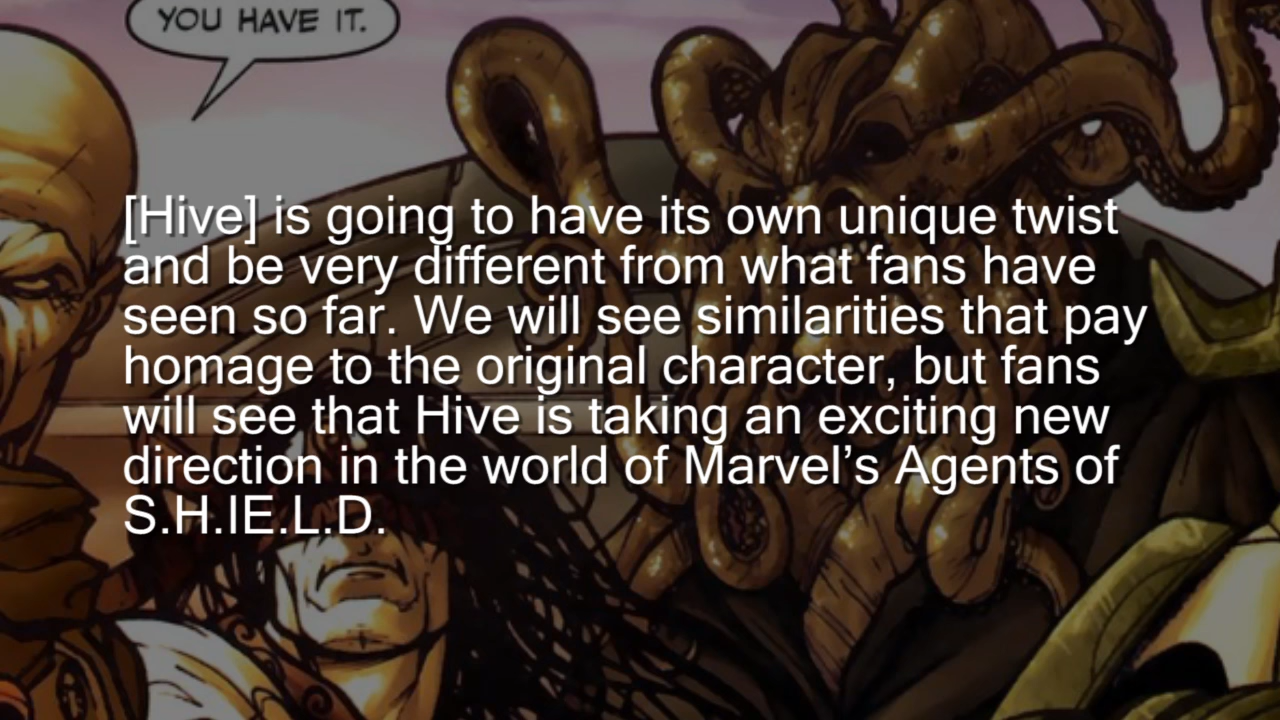 YOU HAVE IT.
[Hive] is going to have its own unique twist
and be very different from what fans have
seen so far. We will see similarities that pay
homage to the original character, but fans
will see that Hive is taking an exciting new
direction in the world of Marvel’s Agents of
S.H.IE.L.D.